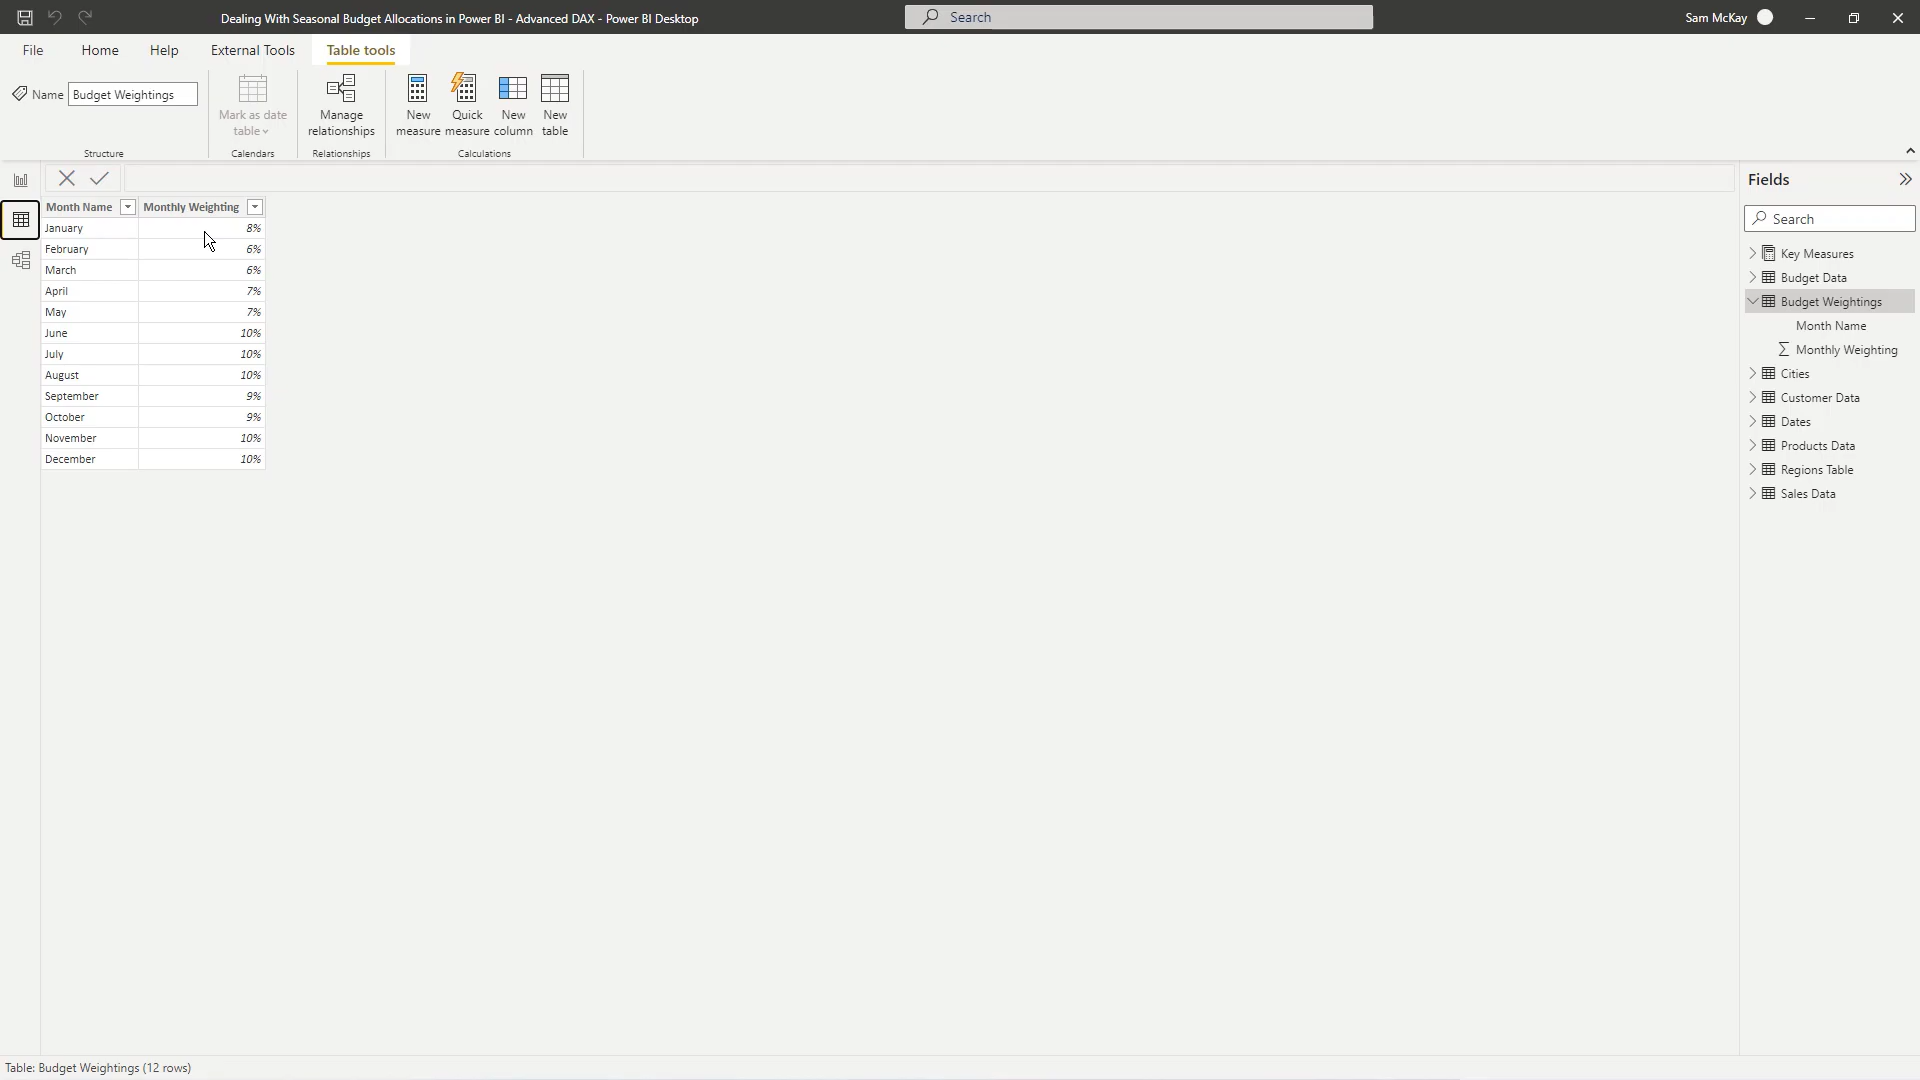 Dealing With Seasonal Budget Allocations in Power BI - Advanced DAX - Power BI Desktop
Search
Sam McKay
File Home Help External Tools Table tools
Name Budget Weightings
Mark as date table
Manage relationships
New measure
Quick measure
New column
New table
Structure Calendars Relationships Calculations
Month Name Monthly Weighting
January 8%
February 6%
March 6%
April 7%
May 7%
June 10%
July 10%
August 10%
September 9%
October 9%
November 10%
December 10%
Fields
Search
Key Measures
Budget Data
Budget Weightings
Month Name
Monthly Weighting
Cities
Customer Data
Dates
Products Data
Regions Table
Sales Data
Table: Budget Weightings (12 rows)